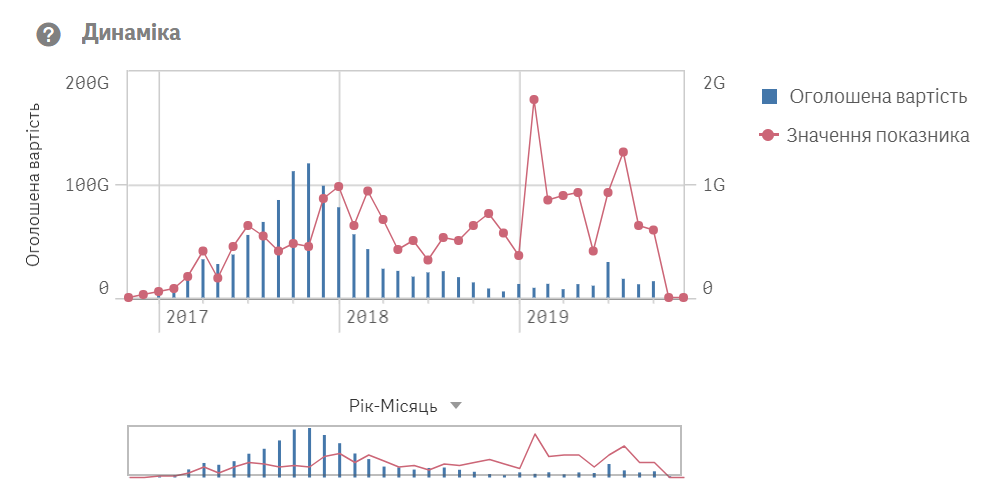 ? Динаміка
200G
2G
Оголошена вартість
Значення показника
Оголошена вартість
100G
1G
0
0
2017
2018
2019
Рік-Місяць